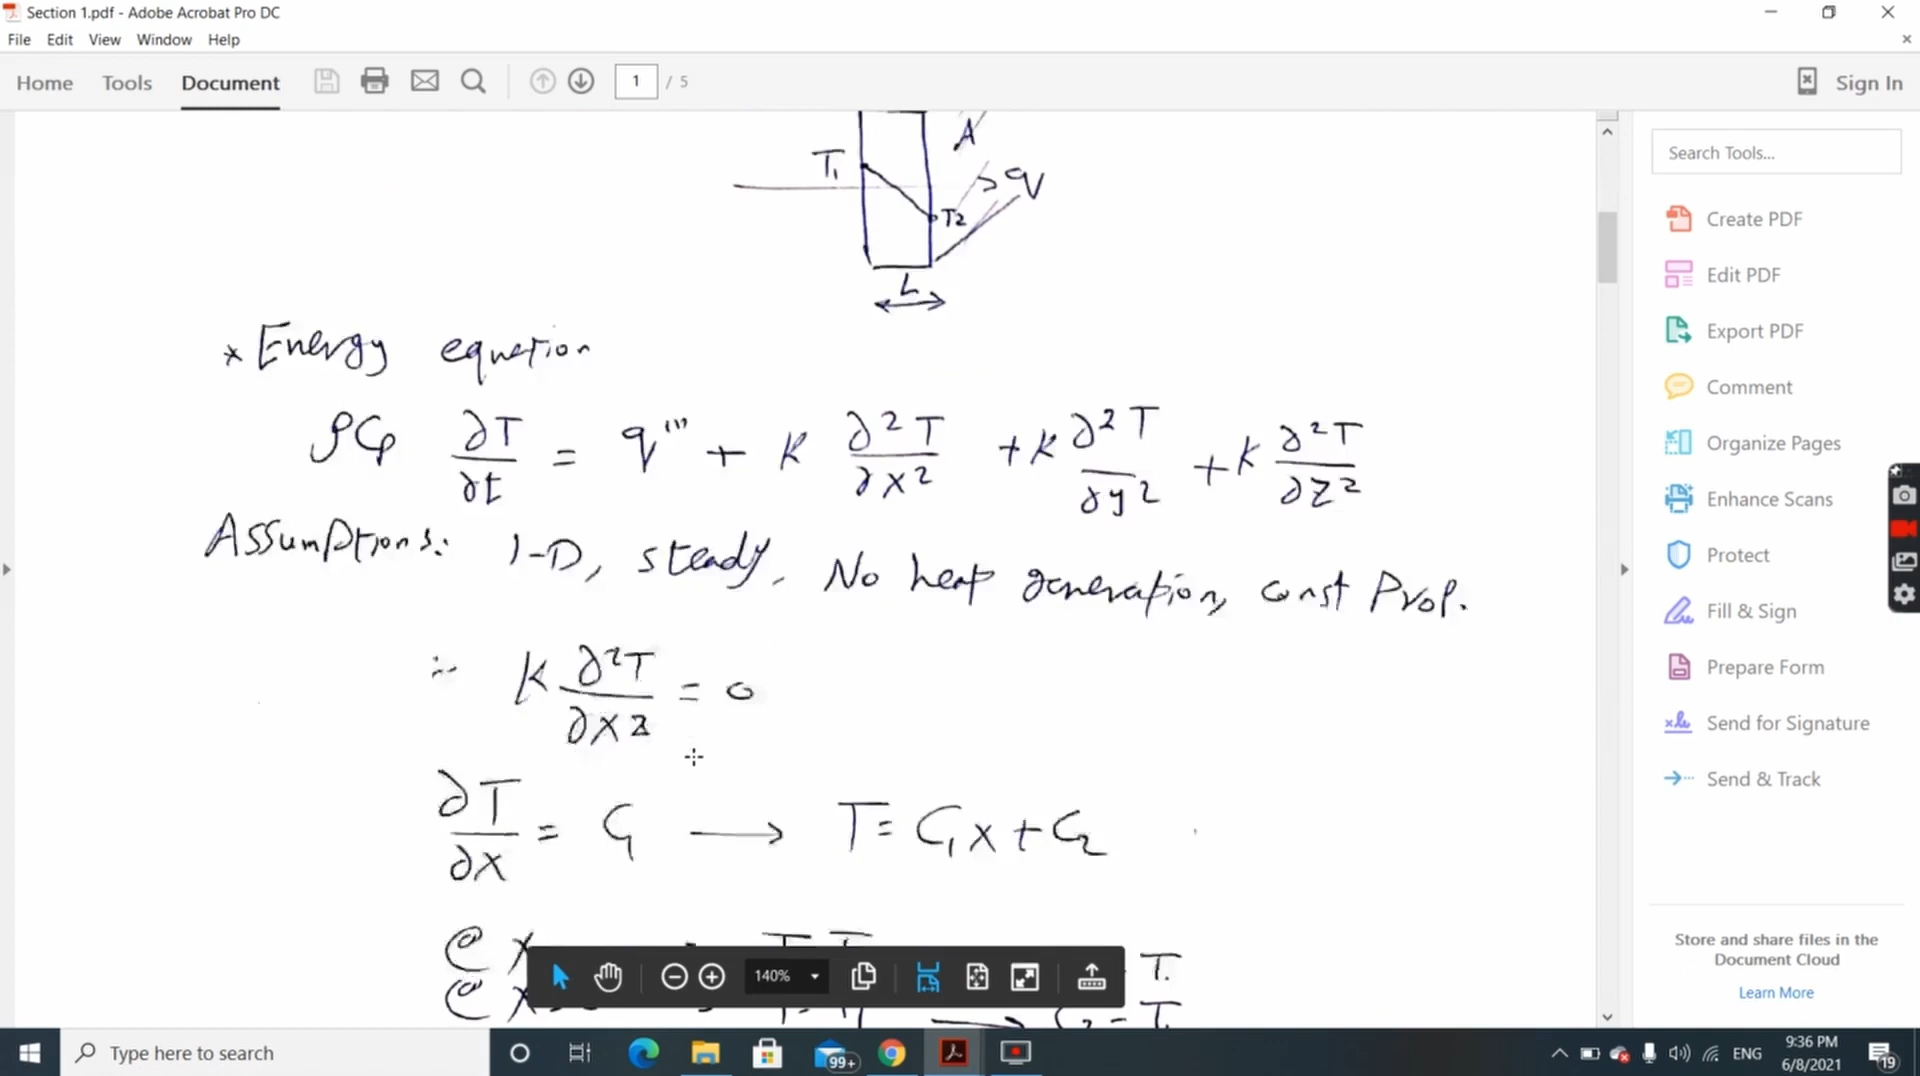 Section 1.pdf - Adobe Acrobat Pro DC
File Edit View Window Help
Home Tools Document 1 / 5 Sign In
A
T₁
q
T2
L
Search Tools...
Create PDF
Edit PDF
Export PDF
Comment
Organize Pages
Enhance Scans
Protect
Fill & Sign
Prepare Form
Send for Signature
Send & Track
Store and share files in the
Document Cloud
Learn More
* Energy equation
ρCp ∂T/∂t = q''' + K ∂²T/∂x² + K ∂²T/∂y² + K ∂²T/∂z²
Assumptions: 1-D, steady, No heat generation, const Prop.
∴ K ∂²T/∂x² = 0
∂T/∂x = C₁ → T = C₁x + C₂
@ x
@ x
140%
Type here to search
99+
ENG
9:36 PM
6/8/2021
19